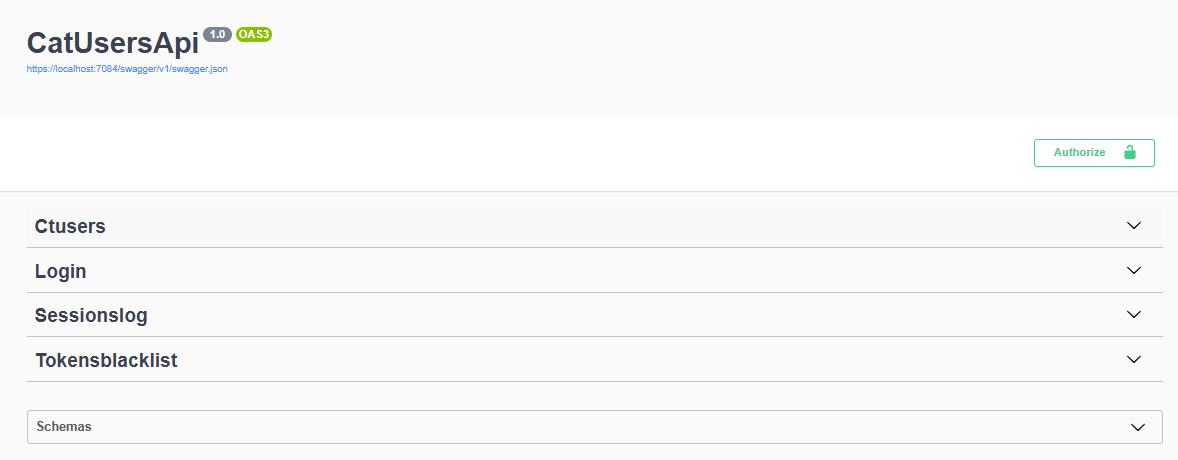 CatUsersApi 1.0 OAS3
https://localhost:7084/swagger/v1/swagger.json
Authorize
Ctusers
Login
Sessionslog
Tokensblacklist
Schemas